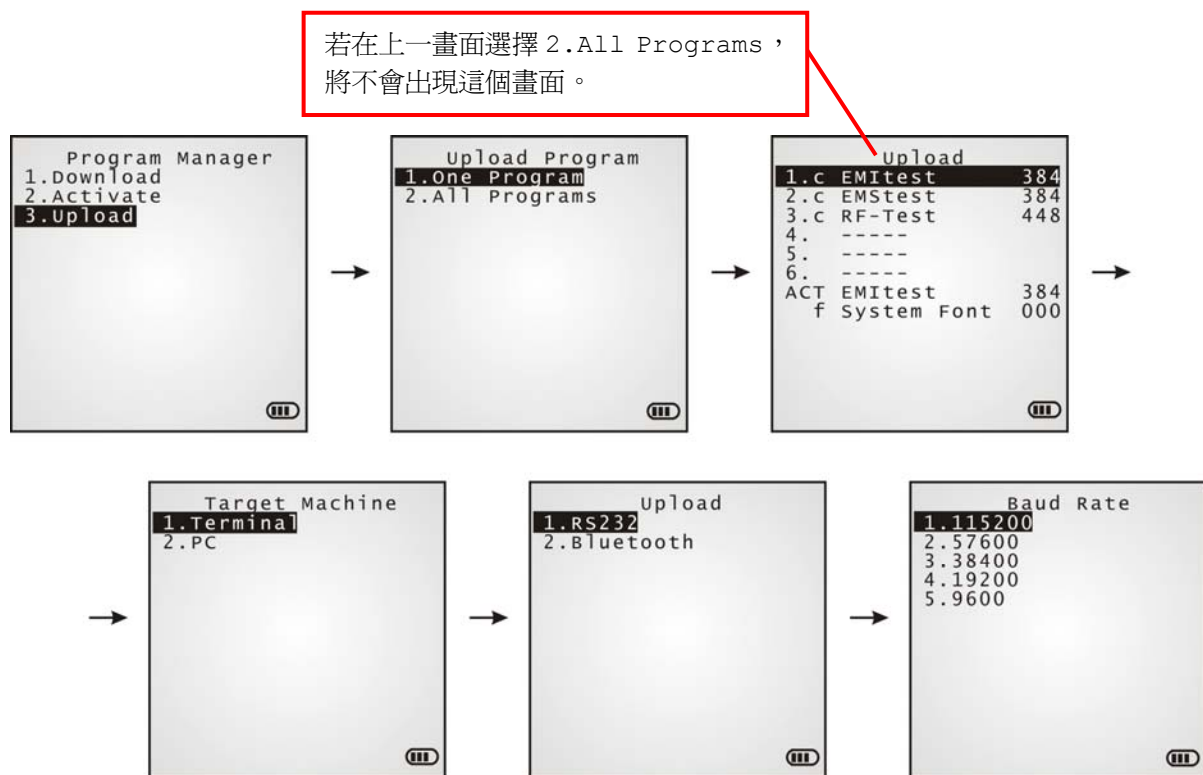 若在上一畫面選擇 2.All Programs，
將不會出現這個畫面。
Program Manager
1.Download
2.Activate
3.Upload
Upload Program
1.One Program
2.All Programs
Upload
1.c EMItest 384
2.c EMStest 384
3.c RF-Test 448
4. -----
5. -----
6. -----
ACT EMItest 384
f System Font 000
Target Machine
1.Terminal
2.PC
Upload
1.RS232
2.Bluetooth
Baud Rate
1.115200
2.57600
3.38400
4.19200
5.9600